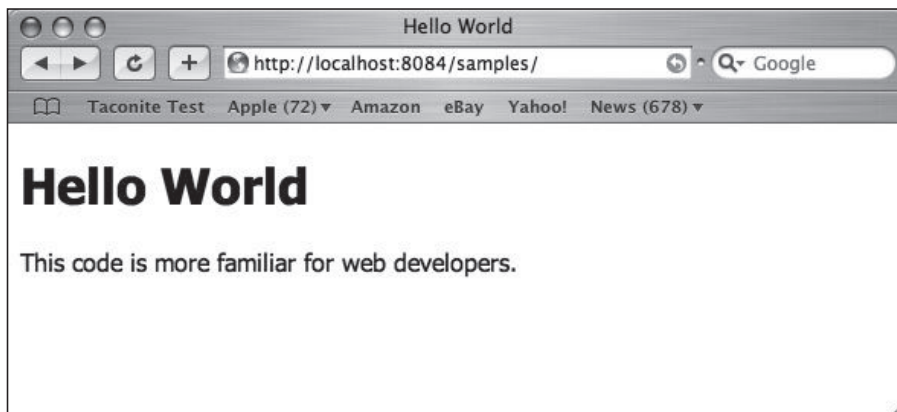 Hello World
http://localhost:8084/samples/
Google
Taconite Test Apple (72) Amazon eBay Yahoo! News (678)
Hello World
This code is more familiar for web developers.